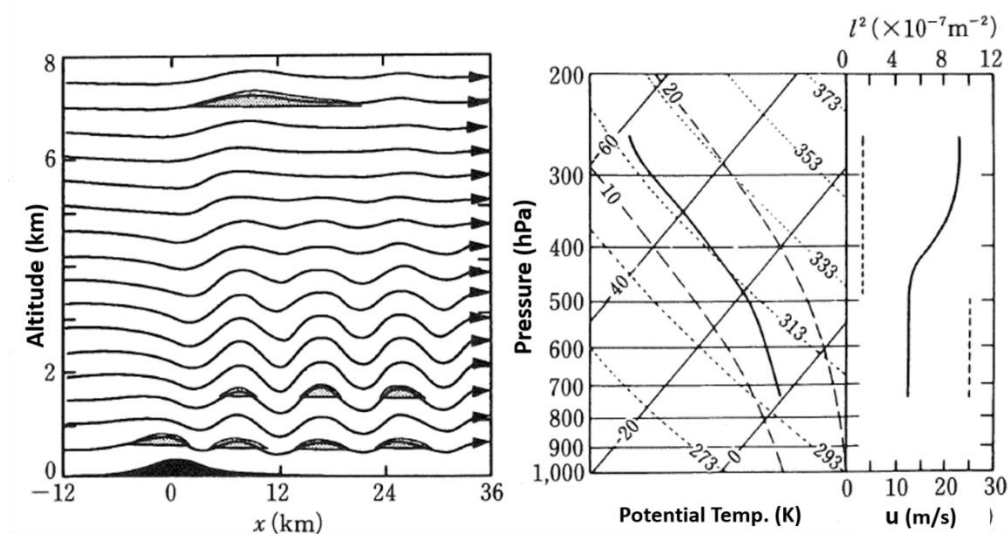 l² (×10⁻⁷m⁻²)
0 4 8 12
Altitude (km)
8
6
2
0
−12 0 12 24 36
x (km)
Pressure (hPa)
200
300
400
500
600
700
800
900
1,000
20
60
10
40
20
0
373
353
333
313
293
273
Potential Temp. (K)
0 10 20 30
u (m/s) )